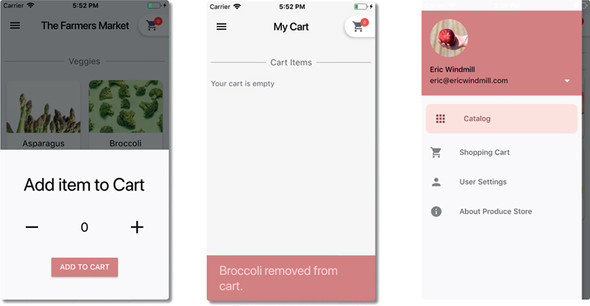 Carrier 5:52 PM
The Farmers Market 0
Veggies
Asparagus Broccoli
Add item to Cart
0
ADD TO CART
Carrier 5:52 PM
My Cart 0
Cart Items
Your cart is empty
Broccoli removed from
cart.
Eric Windmill
eric@ericwindmill.com
Catalog
Shopping Cart
User Settings
About Produce Store